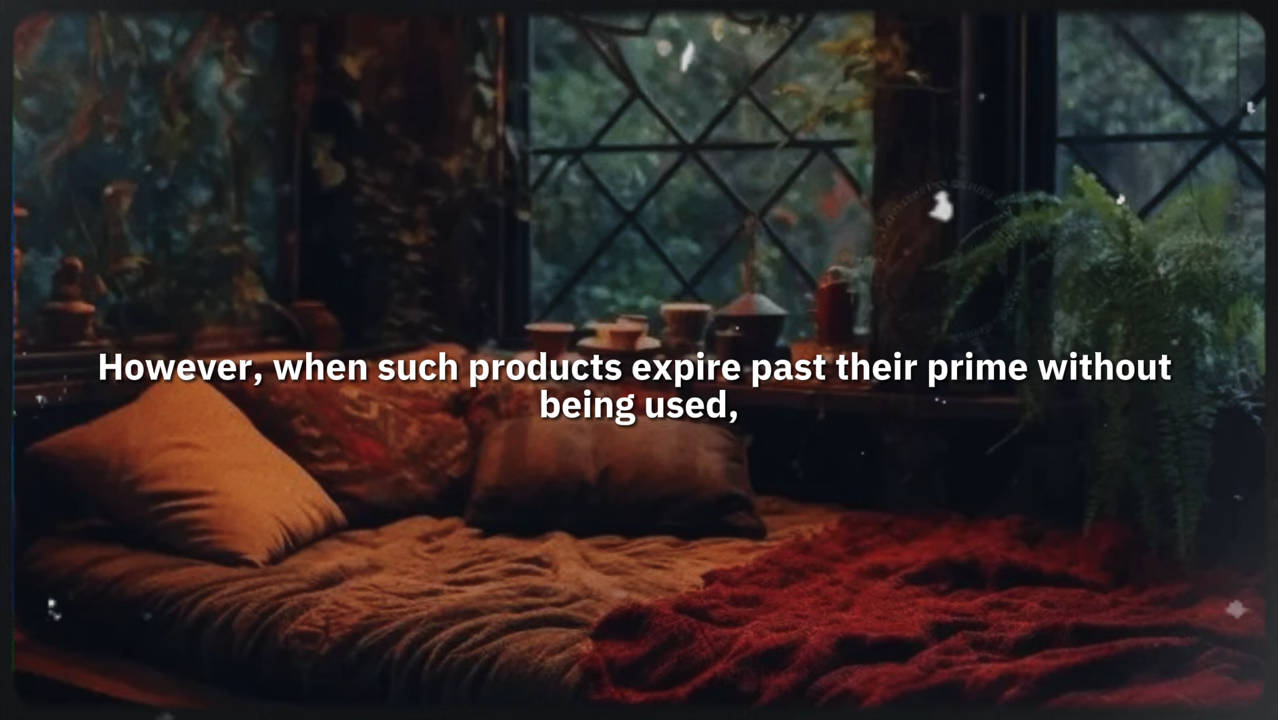 However, when such products expire past their prime without
being used,